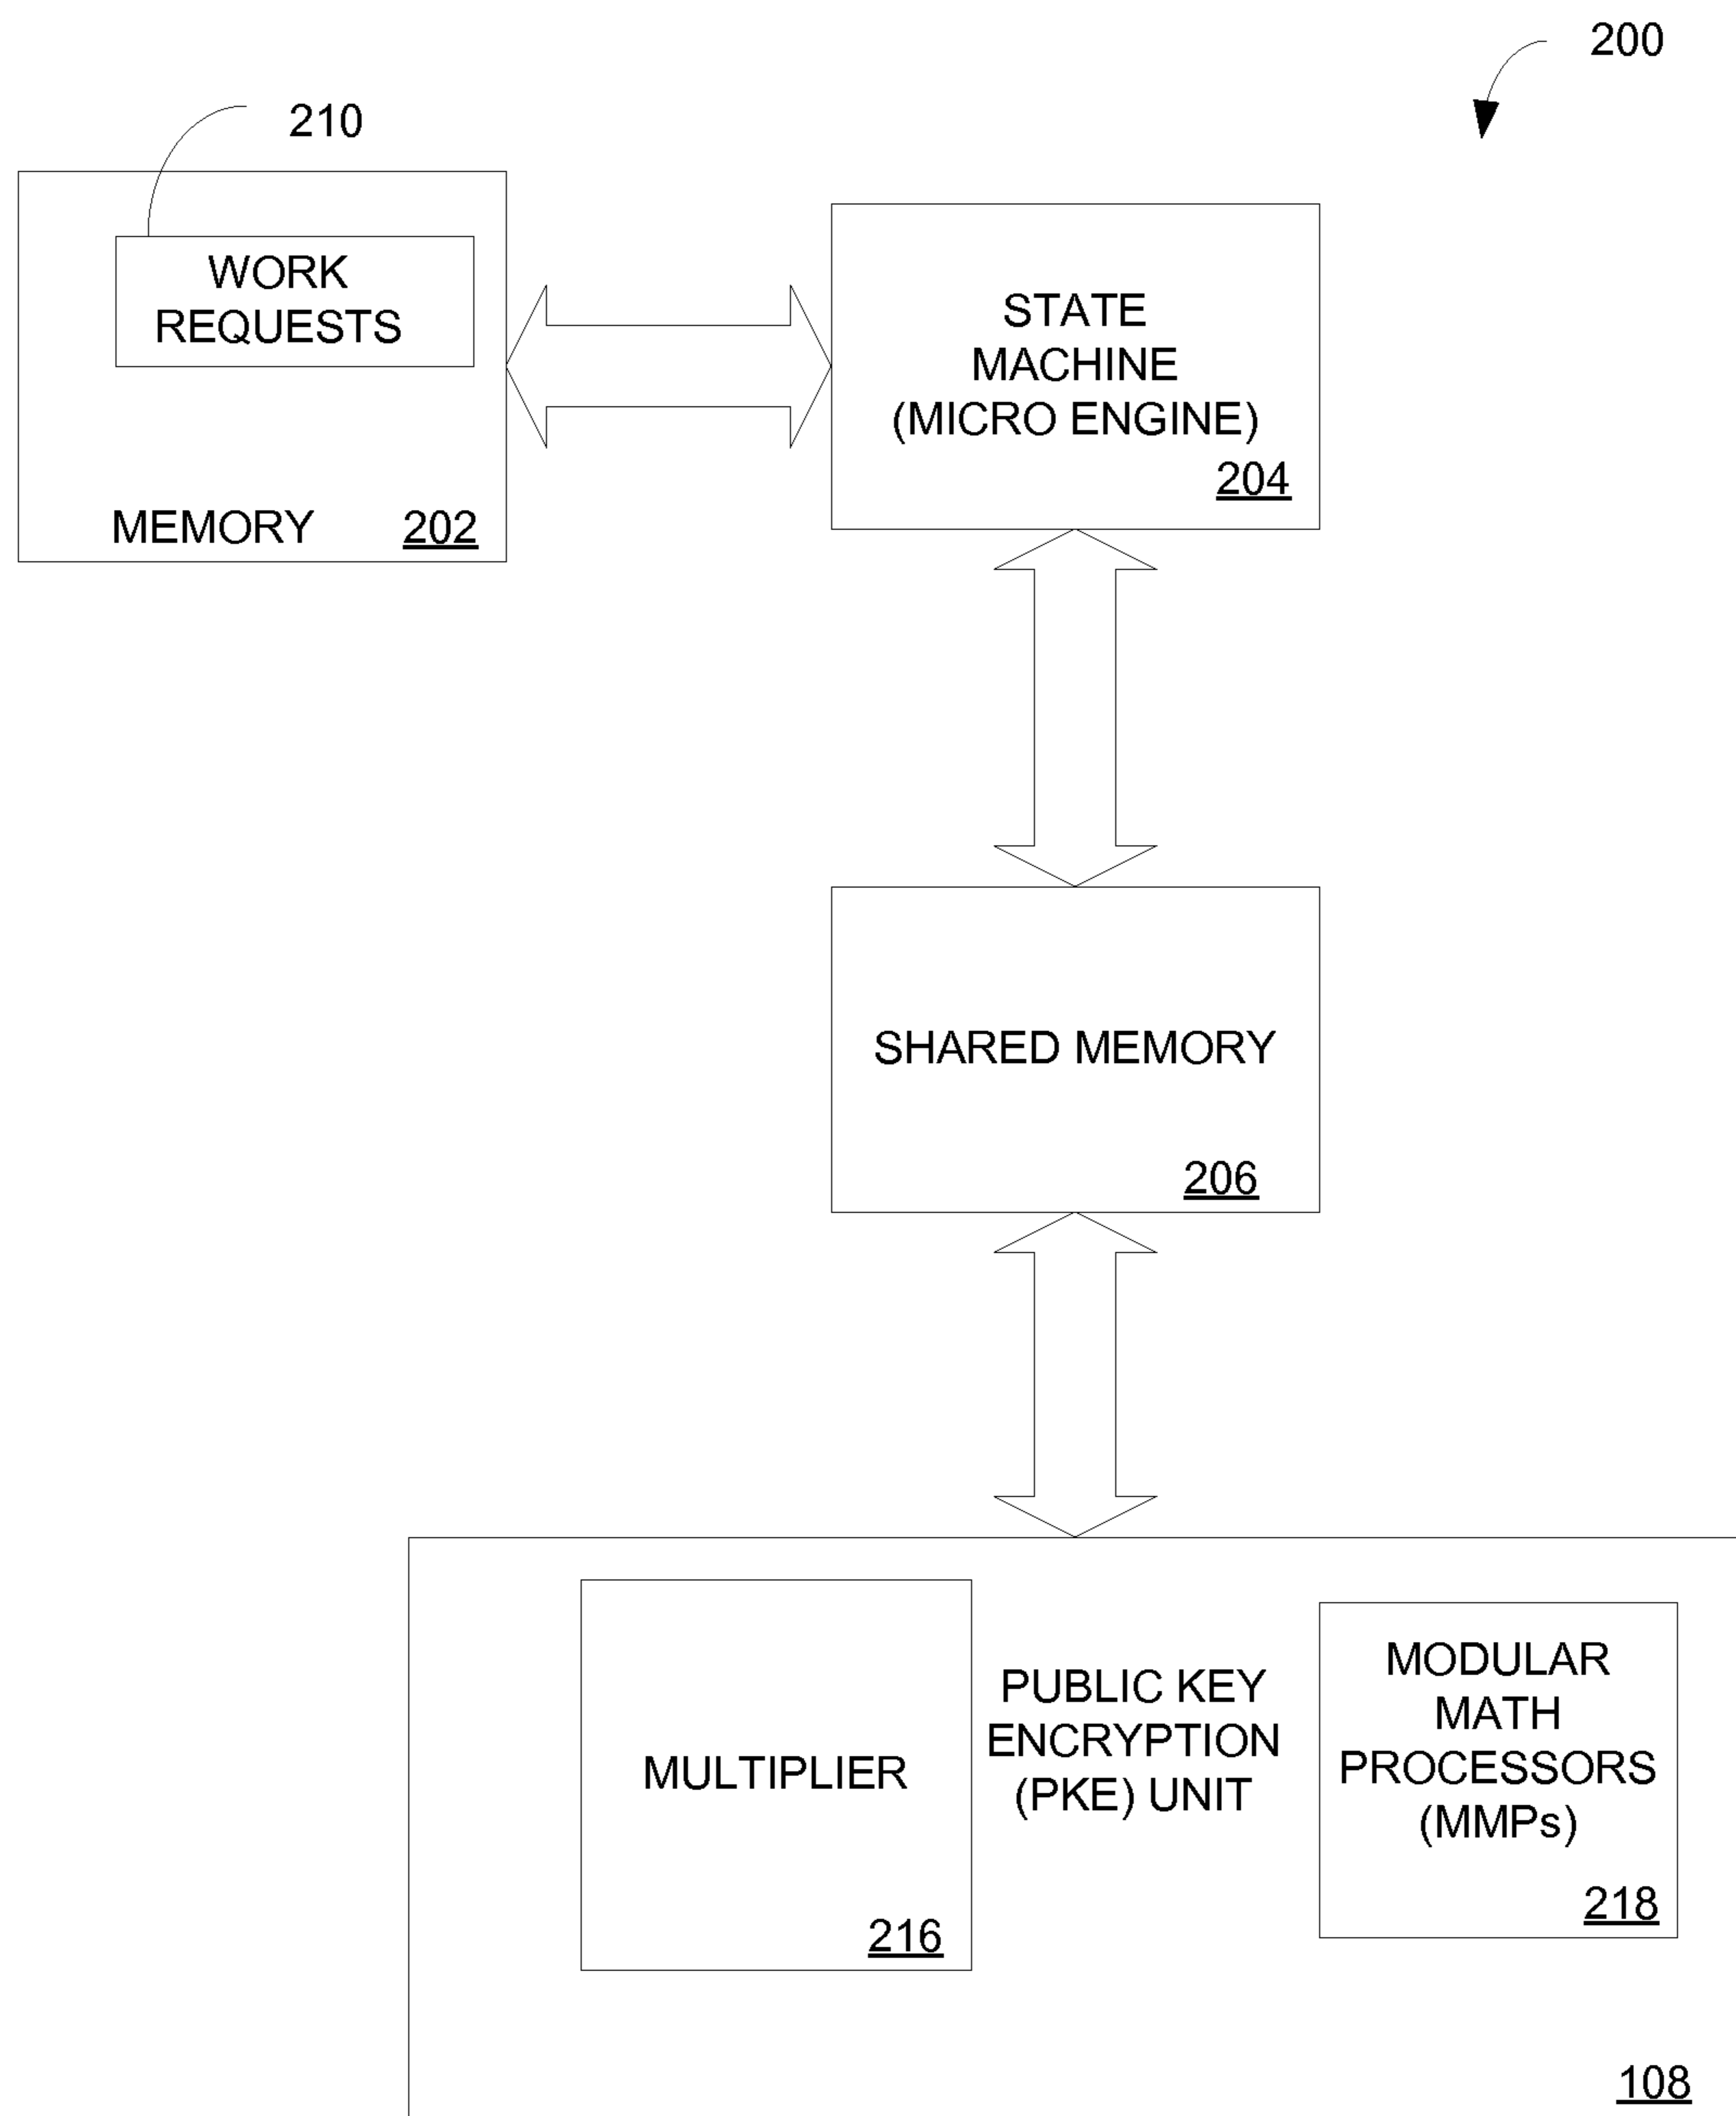 200
210
WORK
REQUESTS
MEMORY 202
STATE
MACHINE
(MICRO ENGINE)
204
SHARED MEMORY
206
MULTIPLIER
216
PUBLIC KEY
ENCRYPTION
(PKE) UNIT
MODULAR
MATH
PROCESSORS
(MMPs)
218
108